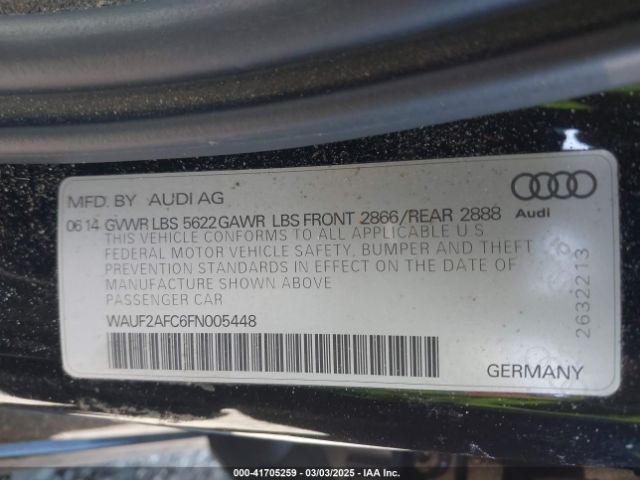 MFD. BY AUDI AG
06 14 GVWR LBS 5622 GAWR LBS FRONT 2866/REAR 2888
THIS VEHICLE CONFORMS TO ALL APPLICABLE U S
FEDERAL MOTOR VEHICLE SAFETY, BUMPER AND THEFT
PREVENTION STANDARDS IN EFFECT ON THE DATE OF
MANUFACTURE SHOWN ABOVE
PASSENGER CAR
WAUF2AFC6FN005448
Audi
2632213
GERMANY
000-41705259 - 03/03/2025 - IAA Inc.